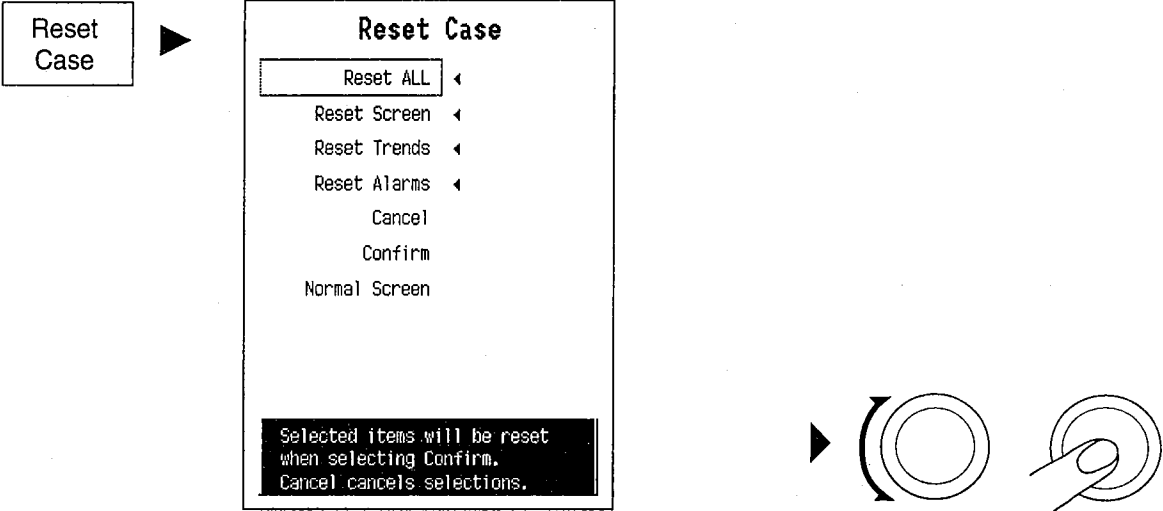 Reset
Case
Reset Case
Reset ALL
Reset Screen
Reset Trends
Reset Alarms
Cancel
Confirm
Normal Screen
Selected items will be reset
when selecting Confirm.
Cancel cancels selections.